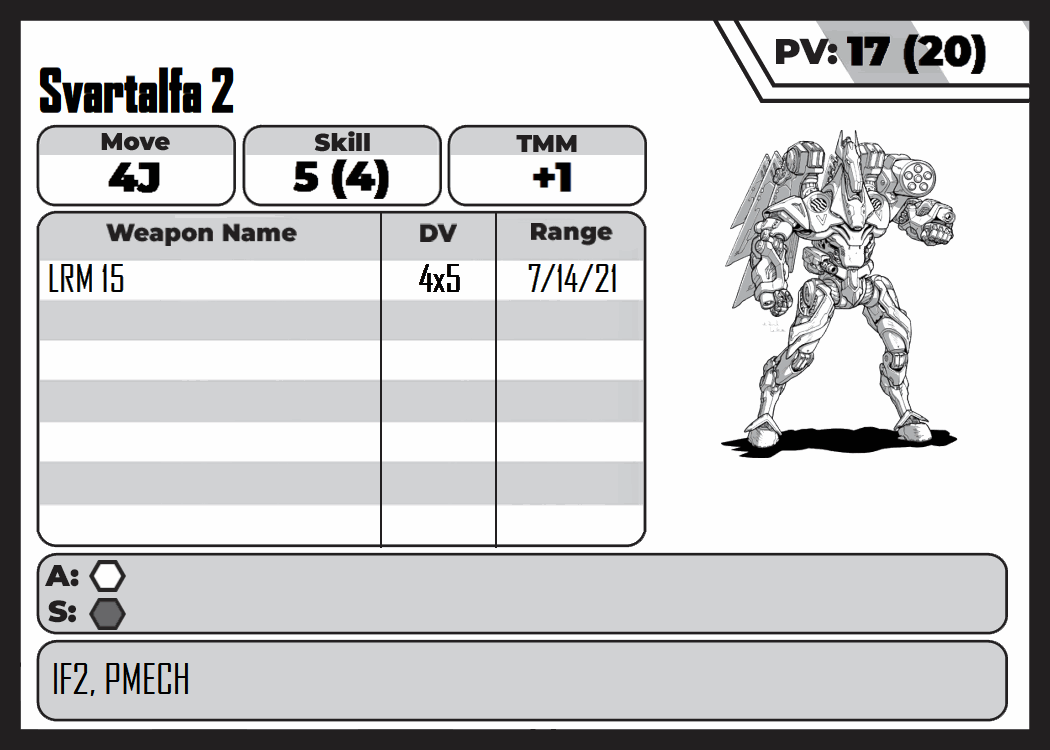 PV: 17 (20)
Svartalfa 2
Move Skill TMM
4J 5 (4) +1
Weapon Name DV Range
LRM 15 4x5 7/14/21
A:
S:
IF2, PMECH